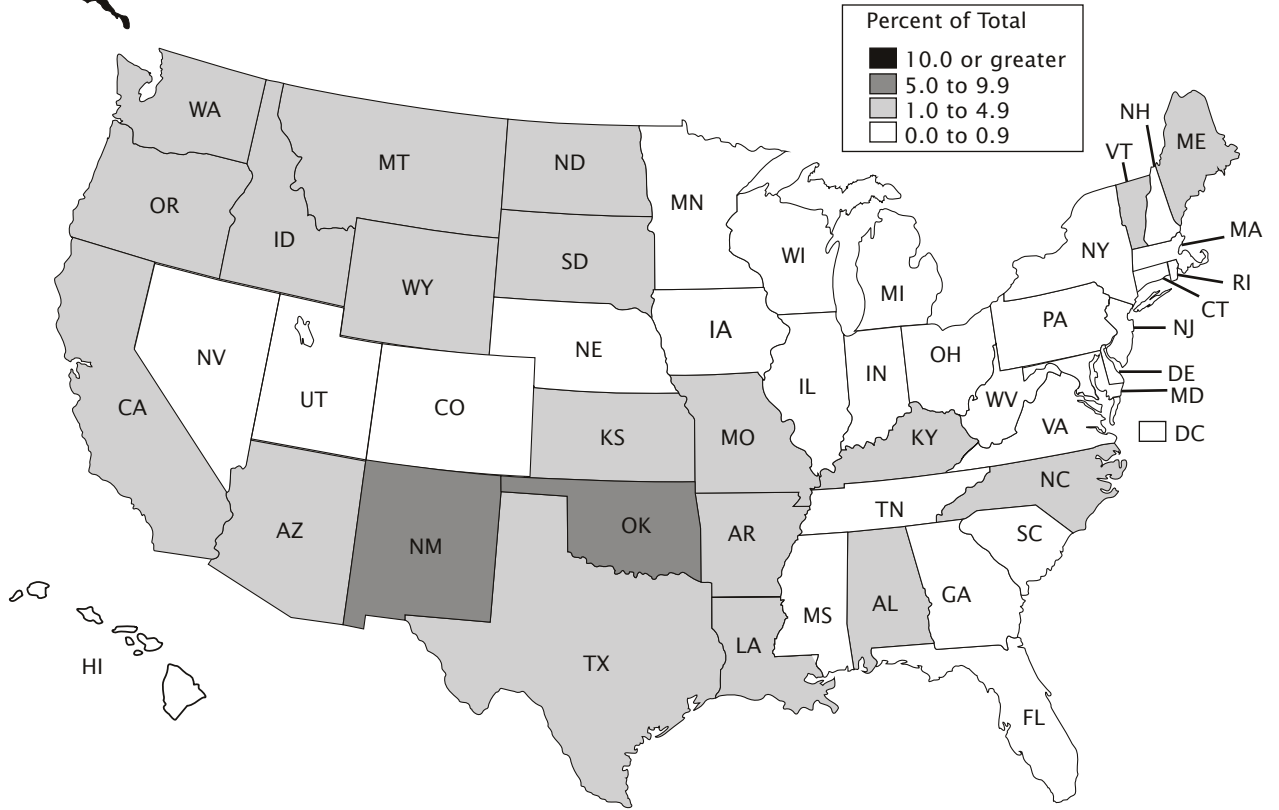 Percent of Total
10.0 or greater
5.0 to 9.9
1.0 to 4.9
0.0 to 0.9
WA
MT
ND
MN
NH
VT
ME
OR
ID
SD
WI
MI
NY
MA
WY
RI
CT
IA
PA
NJ
NV
NE
OH
IL
IN
DE
UT
CO
CA
WV
MD
KS
MO
KY
VA
DC
NC
TN
AZ
NM
OK
AR
SC
MS
AL
GA
LA
HI
TX
FL